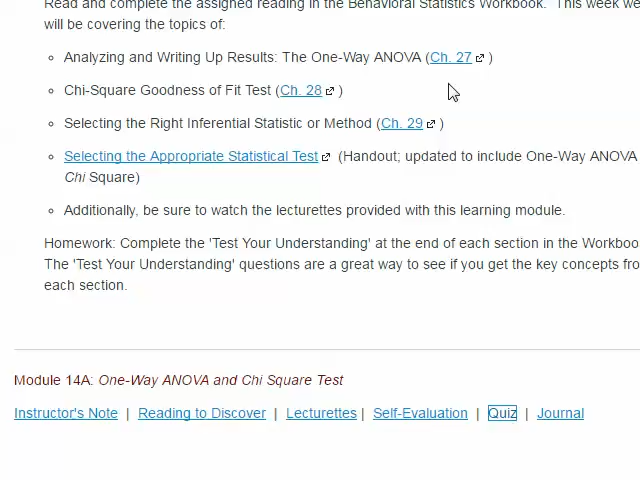 Read and complete the assigned reading in the Behavioral Statistics Workbook. This week we
will be covering the topics of:
Analyzing and Writing Up Results: The One-Way ANOVA (Ch. 27 )
Chi-Square Goodness of Fit Test (Ch. 28 )
Selecting the Right Inferential Statistic or Method (Ch. 29 )
Selecting the Appropriate Statistical Test (Handout; updated to include One-Way ANOVA
Chi Square)
Additionally, be sure to watch the lecturettes provided with this learning module.
Homework: Complete the 'Test Your Understanding' at the end of each section in the Workboo
The 'Test Your Understanding' questions are a great way to see if you get the key concepts fro
each section.
Module 14A: One-Way ANOVA and Chi Square Test
Instructor's Note | Reading to Discover | Lecturettes | Self-Evaluation | Quiz | Journal